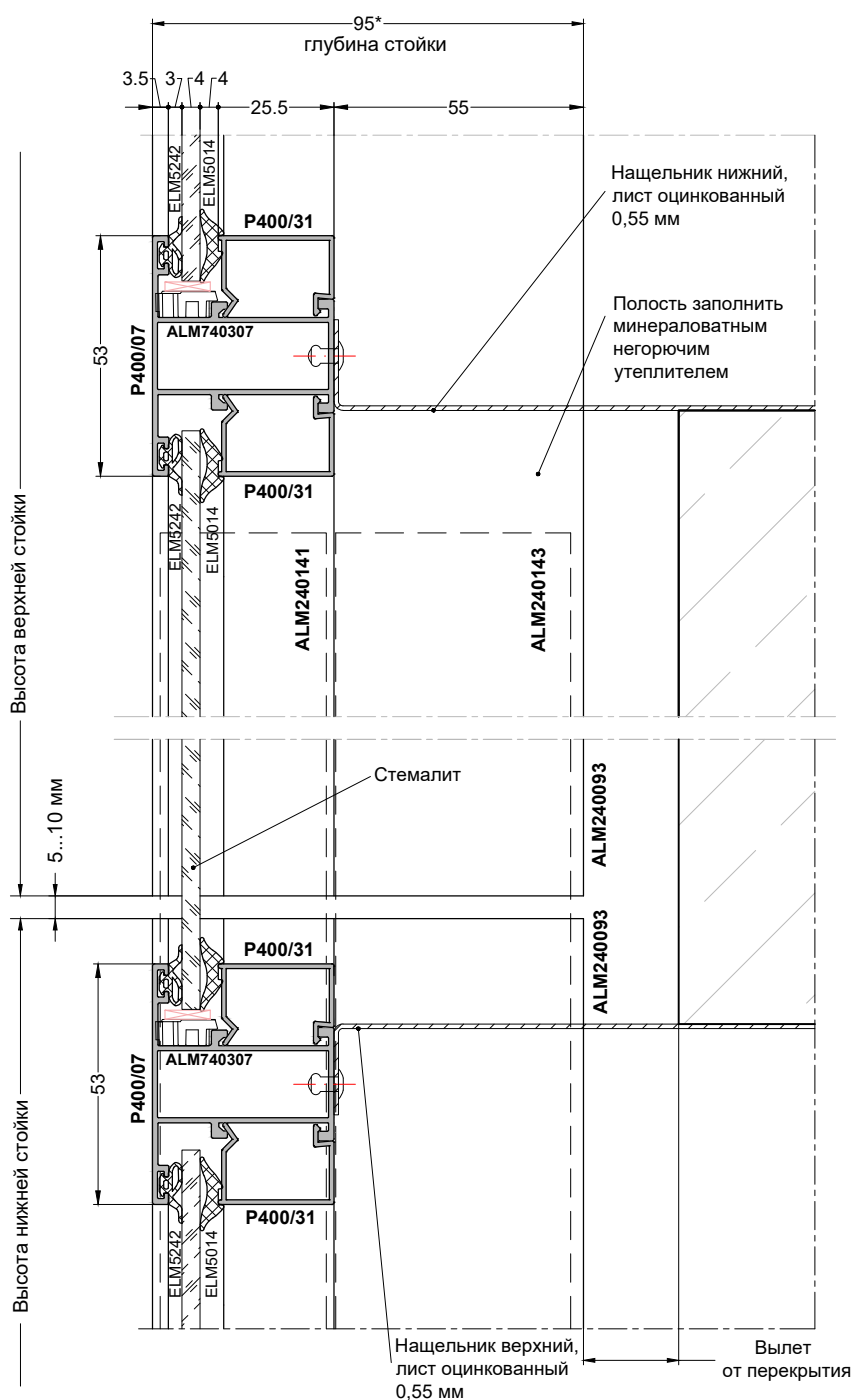 95*
глубина стойки
3.5 3 4 4 25.5 55
ELM5242
ELM5014
P400/31
Нащельник нижний,
лист оцинкованный
0,55 мм
53
P400/07
ALM740307
Полость заполнить
минераловатным
негорючим
утеплителем
P400/31
ELM5242
ELM5014
ALM240141
ALM240143
Высота верхней стойки
Стемалит
ALM240093
5...10 мм
ALM240093
P400/31
53
P400/07
ALM740307
P400/31
ELM5242
ELM5014
Высота нижней стойки
Нащельник верхний,
лист оцинкованный
0,55 мм
Вылет
от перекрытия